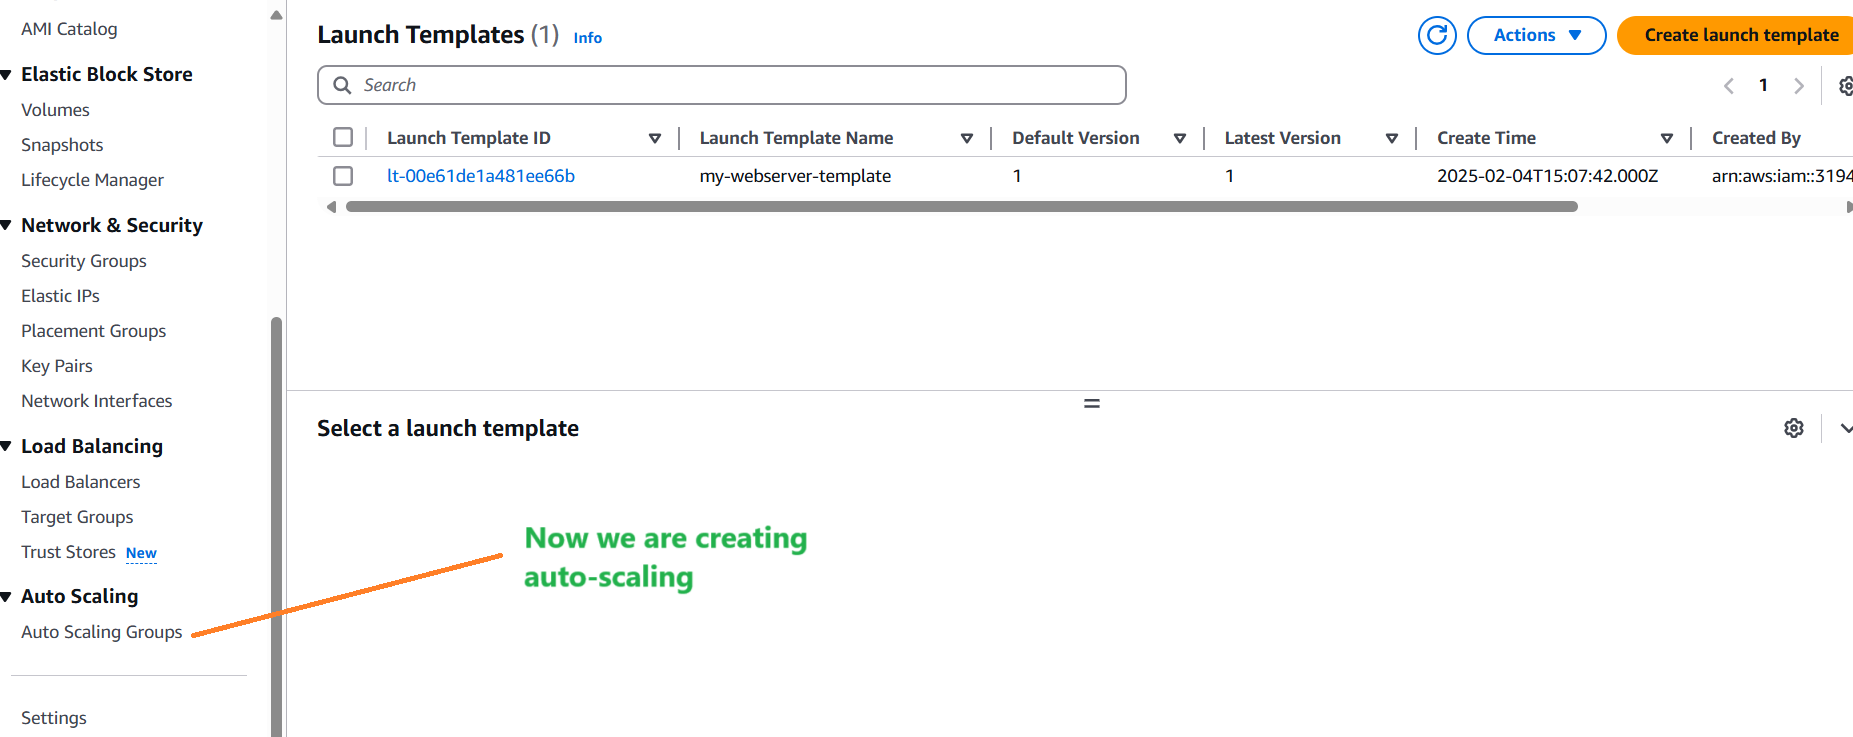 AMI Catalog
Elastic Block Store
Volumes
Snapshots
Lifecycle Manager
Network & Security
Security Groups
Elastic IPs
Placement Groups
Key Pairs
Network Interfaces
Load Balancing
Load Balancers
Target Groups
Trust Stores New
Auto Scaling
Auto Scaling Groups
Settings
Launch Templates (1) Info
Actions
Create launch template
Search
1
Launch Template ID Launch Template Name Default Version Latest Version Create Time Created By
lt-00e61de1a481ee66b my-webserver-template 1 1 2025-02-04T15:07:42.000Z arn:aws:iam::3194
Select a launch template
Now we are creating
auto-scaling